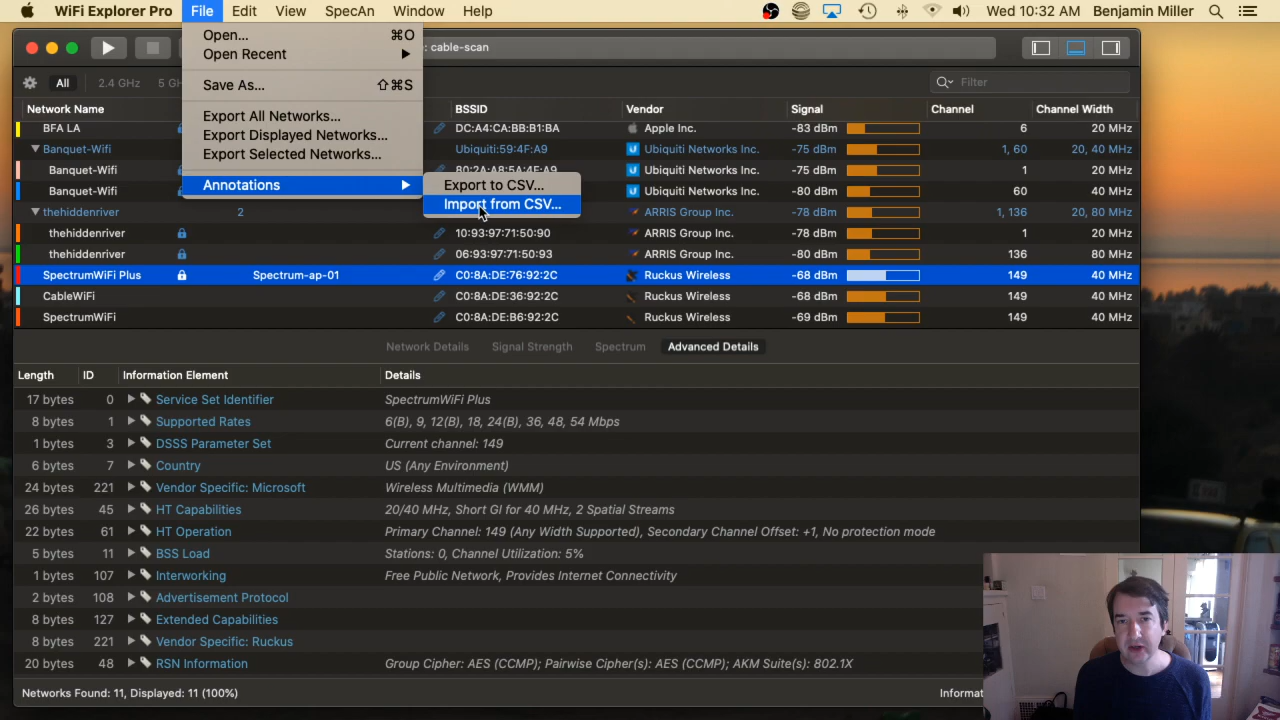 WiFi Explorer Pro File Edit View SpecAn Window Help Wed 10:32 AM Benjamin Miller
Open... ⌘O
: cable-scan
Open Recent
Save As... ⇧⌘S
All 2.4 GHz 5 GH
Filter
Export All Networks...
Export Displayed Networks...
Export Selected Networks...
Annotations
Export to CSV...
Import from CSV...
Network Name BSSID Vendor Signal Channel Channel Width
BFA LA DC:A4:CA:BB:B1:BA Apple Inc. -83 dBm 6 20 MHz
Banquet-Wifi Ubiquiti:59:4F:A9 Ubiquiti Networks Inc. -75 dBm 1, 60 20, 40 MHz
Banquet-Wifi 80:2A:A8:5A:4F:A9 Ubiquiti Networks Inc. -75 dBm 1 20 MHz
Banquet-Wifi Ubiquiti Networks Inc. -80 dBm 60 40 MHz
thehiddenriver 2 ARRIS Group Inc. -78 dBm 1, 136 20, 80 MHz
thehiddenriver 10:93:97:71:50:90 ARRIS Group Inc. -78 dBm 1 20 MHz
thehiddenriver 06:93:97:71:50:93 ARRIS Group Inc. -80 dBm 136 80 MHz
SpectrumWiFi Plus Spectrum-ap-01 C0:8A:DE:76:92:2C Ruckus Wireless -68 dBm 149 40 MHz
CableWiFi C0:8A:DE:36:92:2C Ruckus Wireless -68 dBm 149 40 MHz
SpectrumWiFi C0:8A:DE:B6:92:2C Ruckus Wireless -69 dBm 149 40 MHz
Network Details Signal Strength Spectrum Advanced Details
Length ID Information Element Details
17 bytes 0 Service Set Identifier SpectrumWiFi Plus
8 bytes 1 Supported Rates 6(B), 9, 12(B), 18, 24(B), 36, 48, 54 Mbps
1 byte 3 DSSS Parameter Set Current channel: 149
6 bytes 7 Country US (Any Environment)
24 bytes 221 Vendor Specific: Microsoft Wireless Multimedia (WMM)
26 bytes 45 HT Capabilities 20/40 MHz, Short GI for 40 MHz, 2 Spatial Streams
22 bytes 61 HT Operation Primary Channel: 149 (Any Width Supported), Secondary Channel Offset: +1, No protection mode
5 bytes 11 BSS Load Stations: 0, Channel Utilization: 5%
1 bytes 107 Interworking Free Public Network, Provides Internet Connectivity
2 bytes 108 Advertisement Protocol
8 bytes 127 Extended Capabilities
8 bytes 221 Vendor Specific: Ruckus
20 bytes 48 RSN Information Group Cipher: AES (CCMP); Pairwise Cipher(s): AES (CCMP); AKM Suite(s): 802.1X
Networks Found: 11, Displayed: 11 (100%) Informat